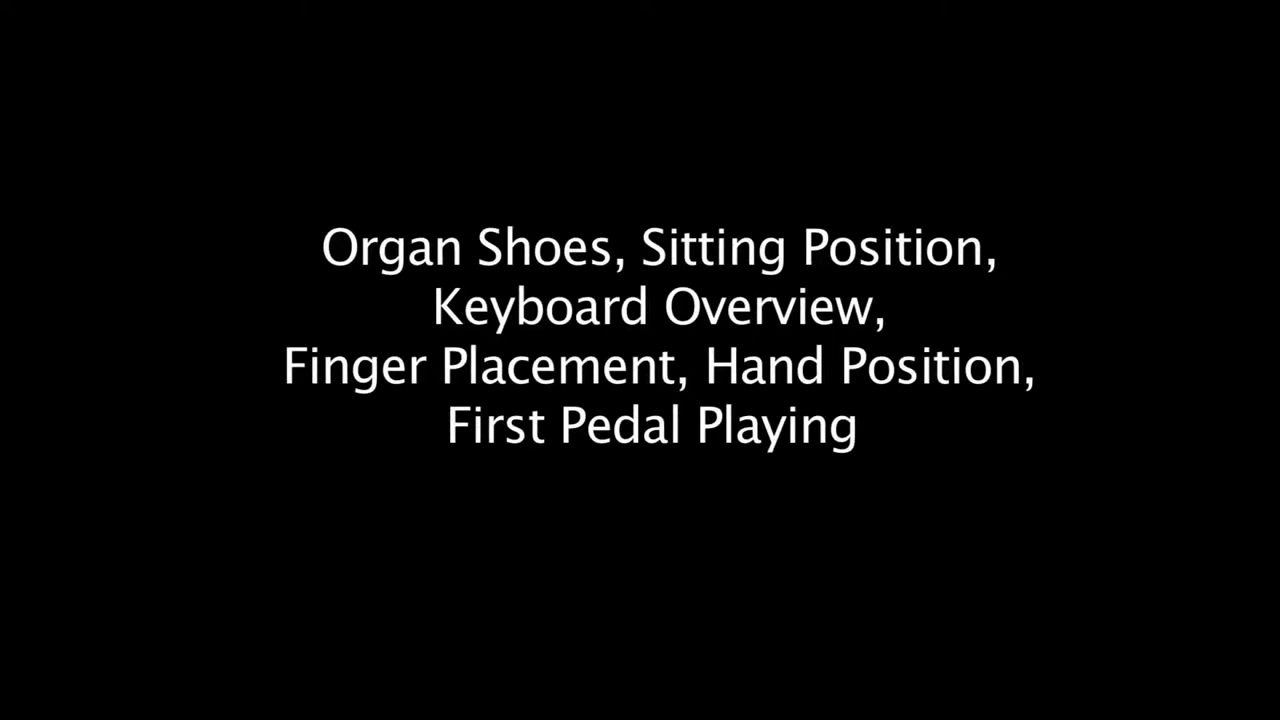 Organ Shoes, Sitting Position,
Keyboard Overview,
Finger Placement, Hand Position,
First Pedal Playing